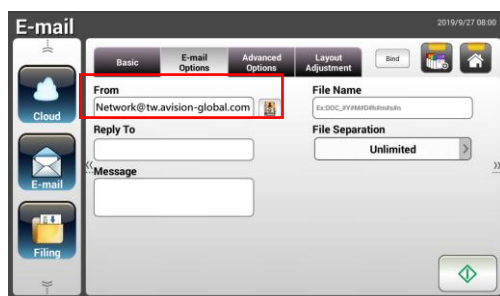 E-mail
2019/9/27 08:00
Basic
E-mail Options
Advanced Options
Layout Adjustment
Bind
Cloud
E-mail
Filing
From
Network@tw.avision-global.com
Reply To
Message
File Name
File Separation
Unlimited